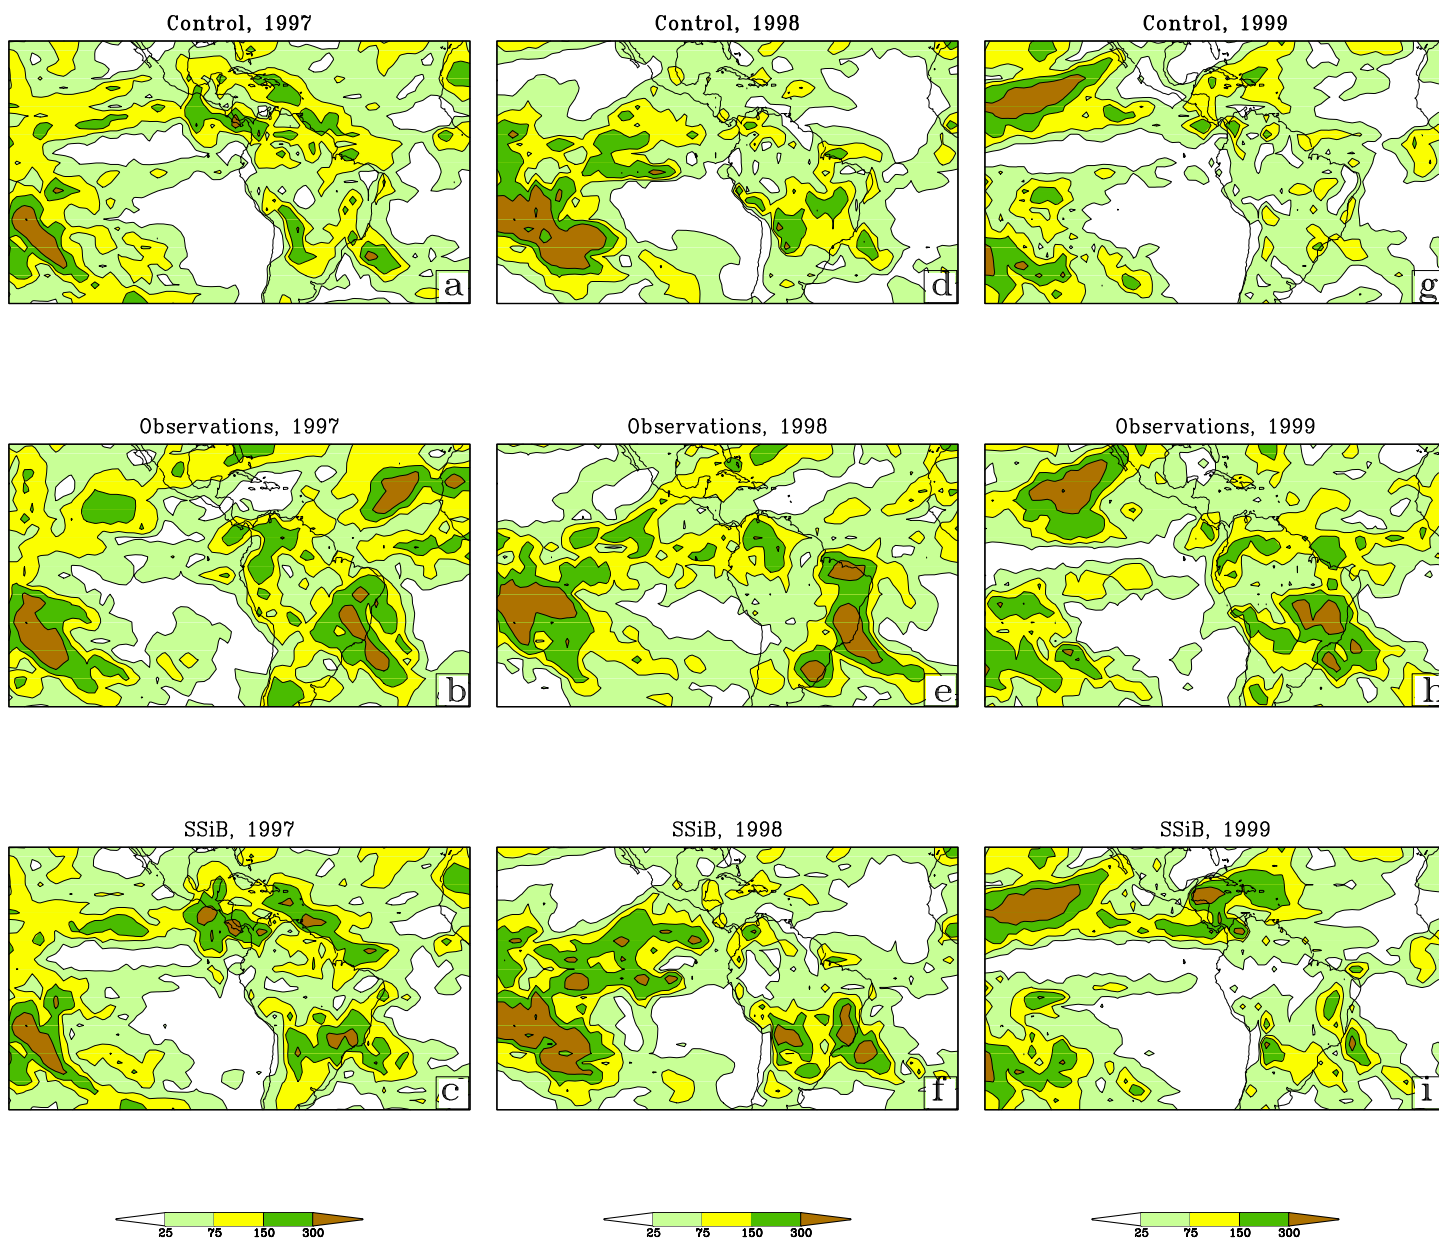 Control, 1997
Control, 1998
Control, 1999
a
d
g
Observations, 1997
Observations, 1998
Observations, 1999
b
e
h
SSiB, 1997
SSiB, 1998
SSiB, 1999
c
f
i
25 75 150 300
25 75 150 300
25 75 150 300